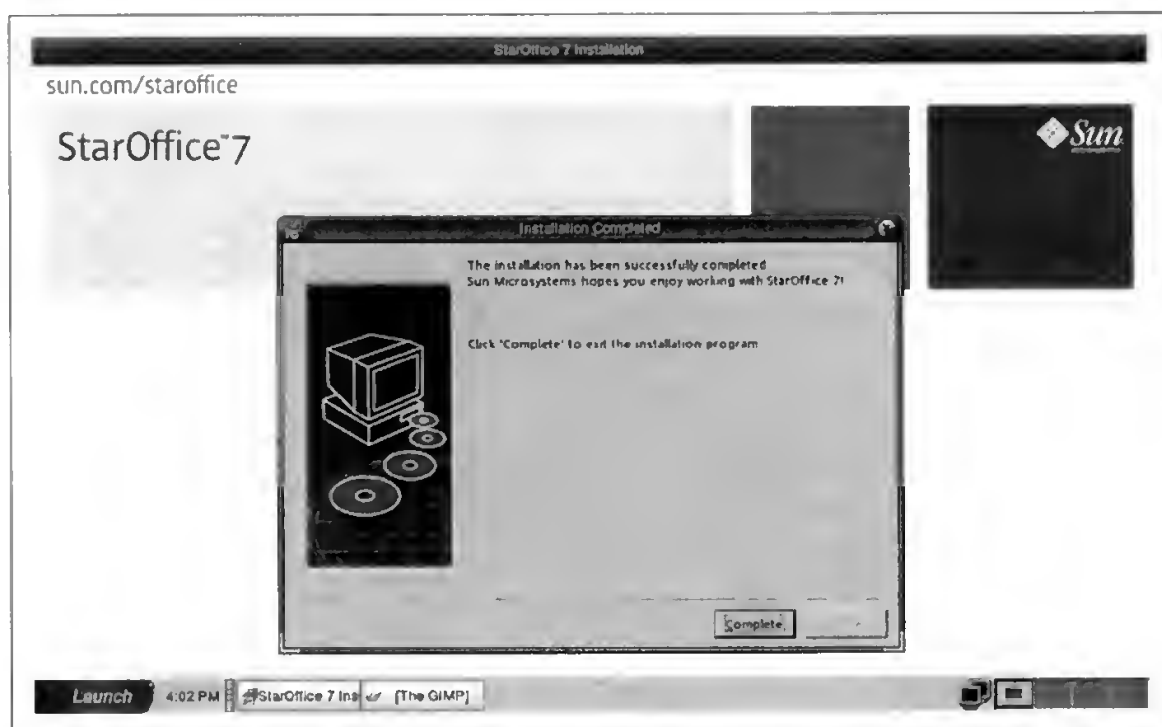 StarOffice 7 Installation
sun.com/staroffice
StarOffice™7
Sun
Installation Completed
The installation has been successfully completed
Sun Microsystems hopes you enjoy working with StarOffice 7!
Click 'Complete' to exit the installation program
Complete
Launch 4:02 PM StarOffice 7 Ins [The GIMP]